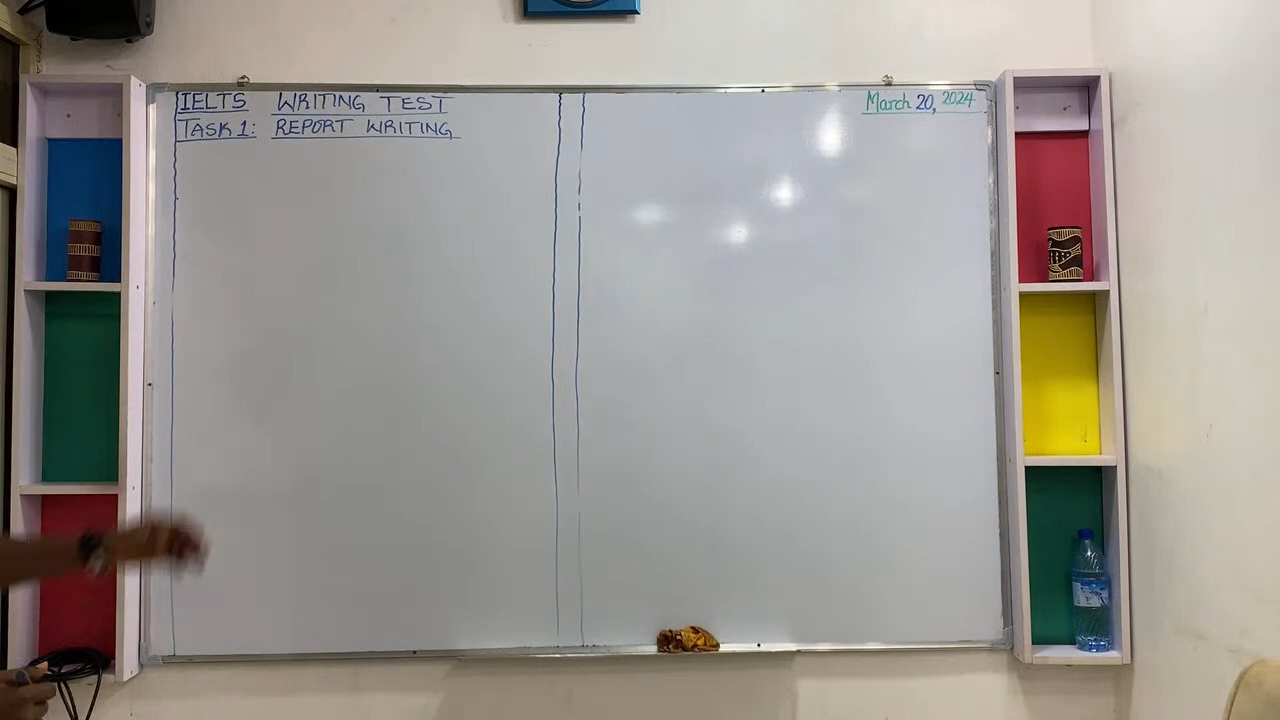 IELTS WRITING TEST
TASK 1: REPORT WRITING
March 20, 2024